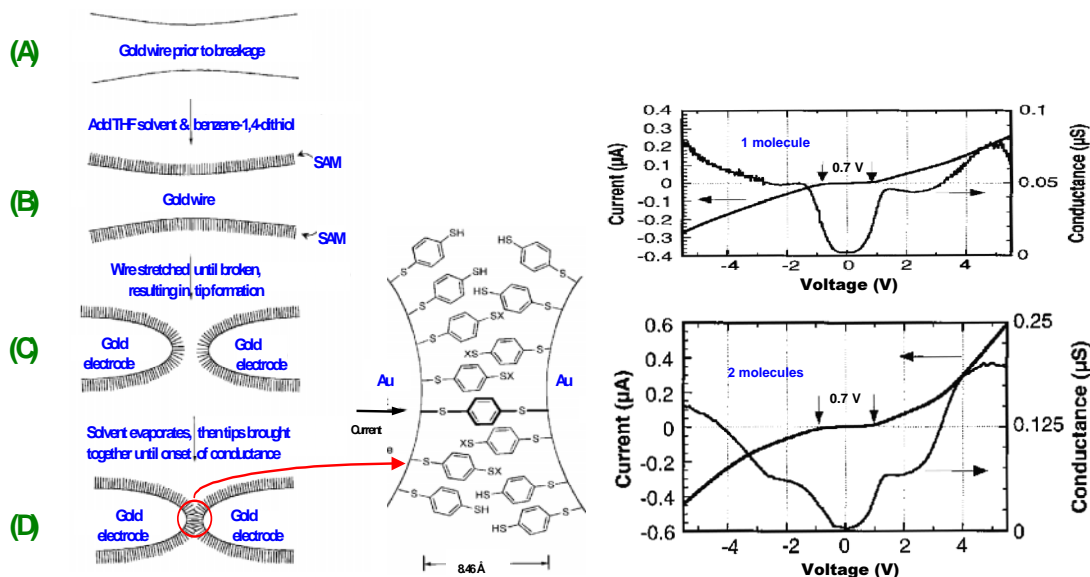 (A)
Gold wire prior to breakage
Add THF solvent & benzene-1,4-dithiol
SAM
(B)
Gold wire
SAM
Wire stretched until broken,
resulting in tip formation
(C)
Gold
electrode
Gold
electrode
Solvent evaporates, then tips brought
together until onset of conductance
(D)
Gold
electrode
Gold
electrode
SH
HS
S
S
SH
HS
S
S
SX
S
S
XS
S
SX
S
Au
Au
S
S
Current
XS
S
e
S
SX
S
HS
S
SH
HS
S
8.46 Å
0.4
0.3
0.2
0.1
0
-0.1
-0.2
-0.3
-0.4
Current (µA)
1 molecule
0.7 V
0.1
0.05
0
Conductance (µS)
-4
-2
0
2
4
Voltage (V)
0.6
0.4
0.2
0
-0.2
-0.4
-0.6
Current (µA)
2 molecules
0.7 V
0.25
0.125
0
Conductance (µS)
-4
-2
0
2
4
Voltage (V)